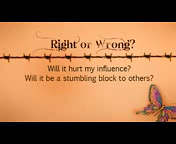 Right or Wrong?
Will it hurt my influence?
Will it be a stumbling block to others?